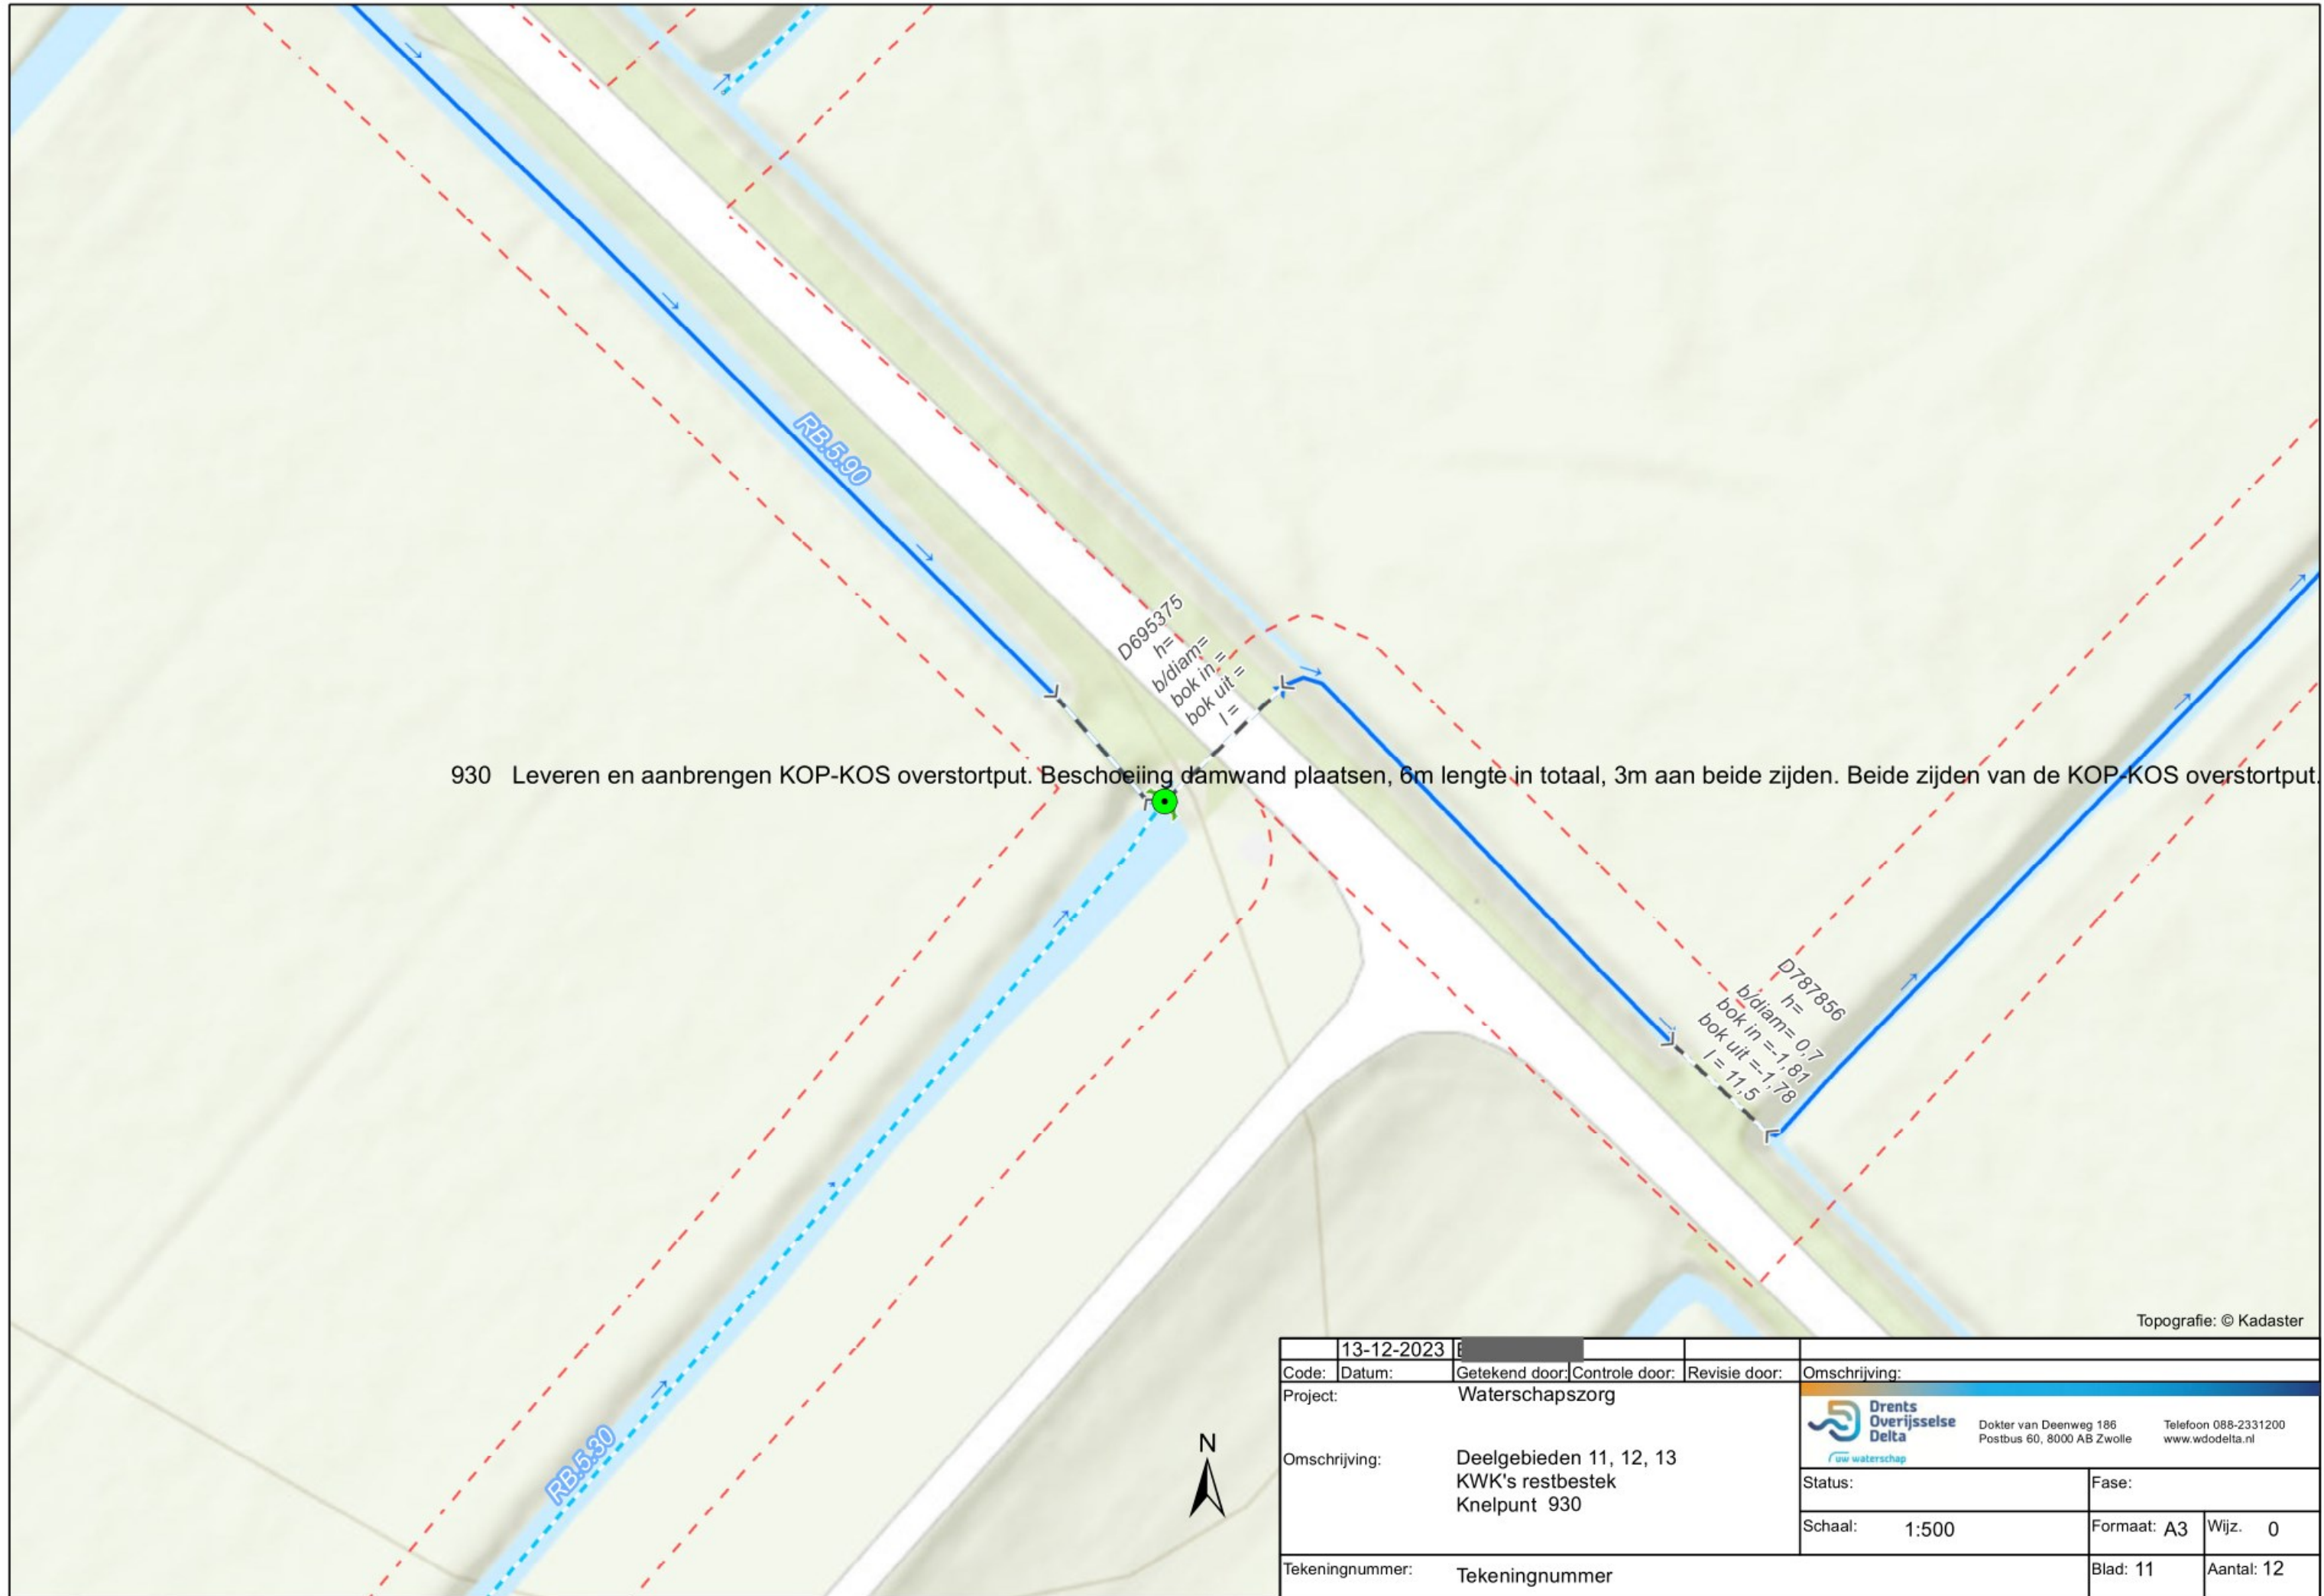 RB.5.90
D695375
h=
b/diam=
bok in =
bok uit =
l =
930 Leveren en aanbrengen KOP-KOS overstortput. Beschoeiing damwand plaatsen, 6m lengte in totaal, 3m aan beide zijden. Beide zijden van de KOP-KOS overstortput.
D787856
h=
b/diam= 0,7
bok in =-1,81
bok uit =-1,78
l = 11,5
RB.5.30
N
Topografie: © Kadaster
13-12-2023
Code: Datum: Getekend door: Controle door: Revisie door: Omschrijving:
Project: Waterschapszorg
Omschrijving: Deelgebieden 11, 12, 13
KWK's restbestek
Knelpunt 930
Drents
Overijsselse
Delta
uw waterschap
Dokter van Deenweg 186
Postbus 60, 8000 AB Zwolle
Telefoon 088-2331200
www.wdodelta.nl
Status: Fase:
Schaal: 1:500 Formaat: A3 Wijz. 0
Tekeningnummer: Tekeningnummer Blad: 11 Aantal: 12